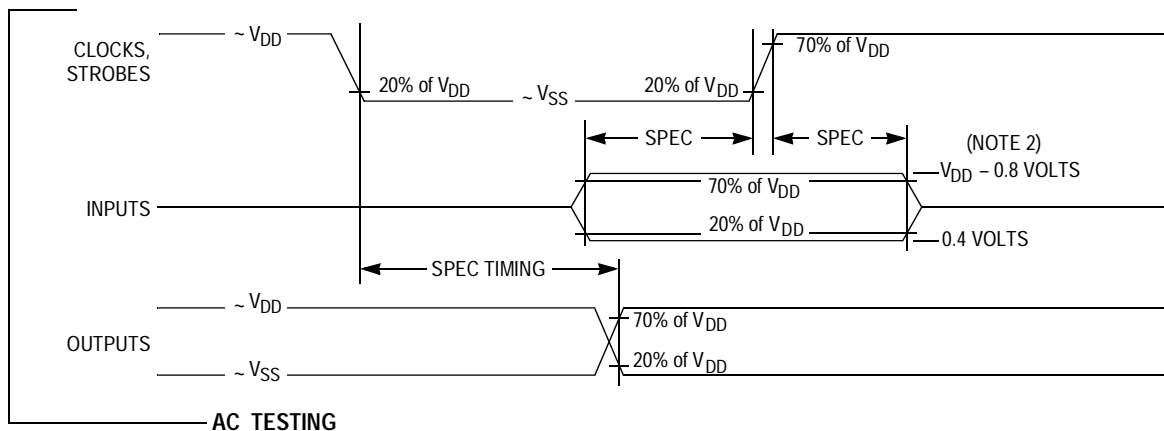 CLOCKS,
STROBES
~ VDD
20% of VDD
~ VSS
20% of VDD
70% of VDD
SPEC
SPEC
(NOTE 2)
VDD – 0.8 VOLTS
INPUTS
70% of VDD
20% of VDD
0.4 VOLTS
SPEC TIMING
OUTPUTS
~ VDD
70% of VDD
20% of VDD
~ VSS
AC TESTING